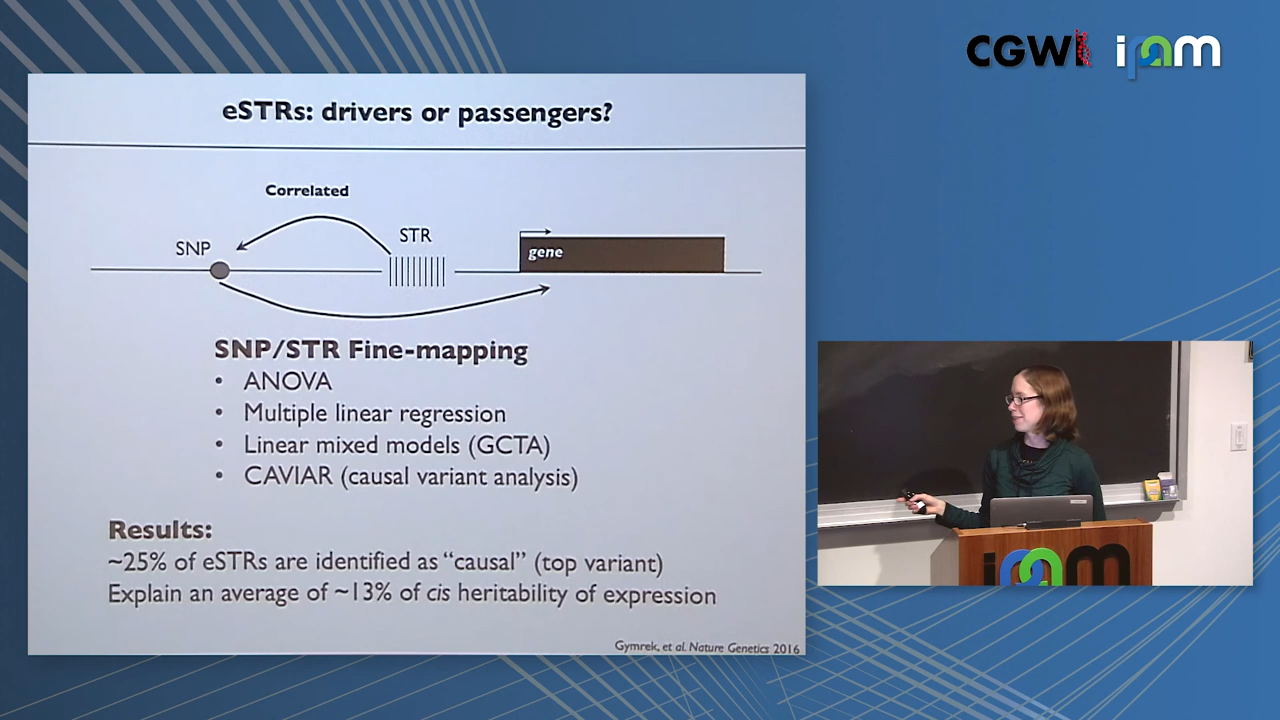 CGWI ipam
eSTRs: drivers or passengers?
Correlated
SNP
STR
gene
SNP/STR Fine-mapping
• ANOVA
• Multiple linear regression
• Linear mixed models (GCTA)
• CAVIAR (causal variant analysis)
Results:
~25% of eSTRs are identified as “causal” (top variant)
Explain an average of ~13% of cis heritability of expression
Gymrek, et al. Nature Genetics 2016
ipam